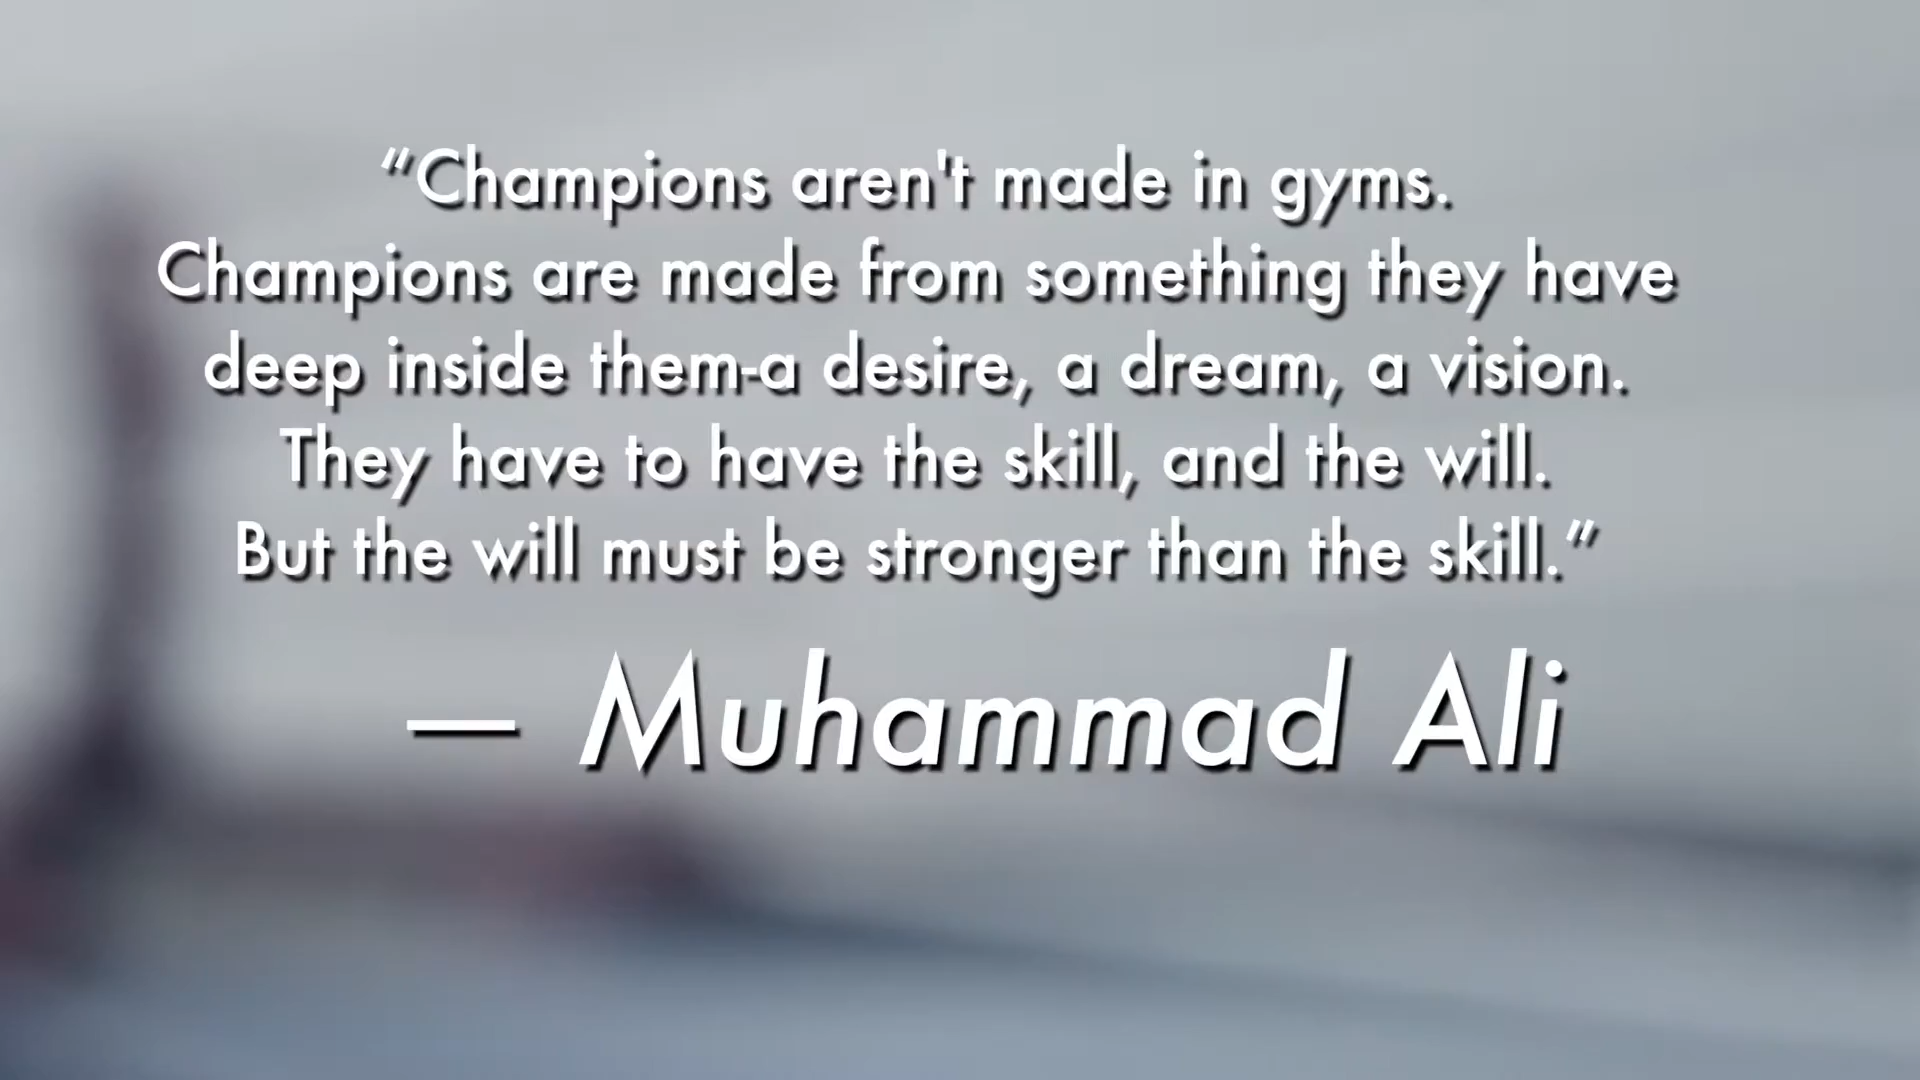 “Champions aren't made in gyms.
Champions are made from something they have
deep inside them-a desire, a dream, a vision.
They have to have the skill, and the will.
But the will must be stronger than the skill.”
— Muhammad Ali